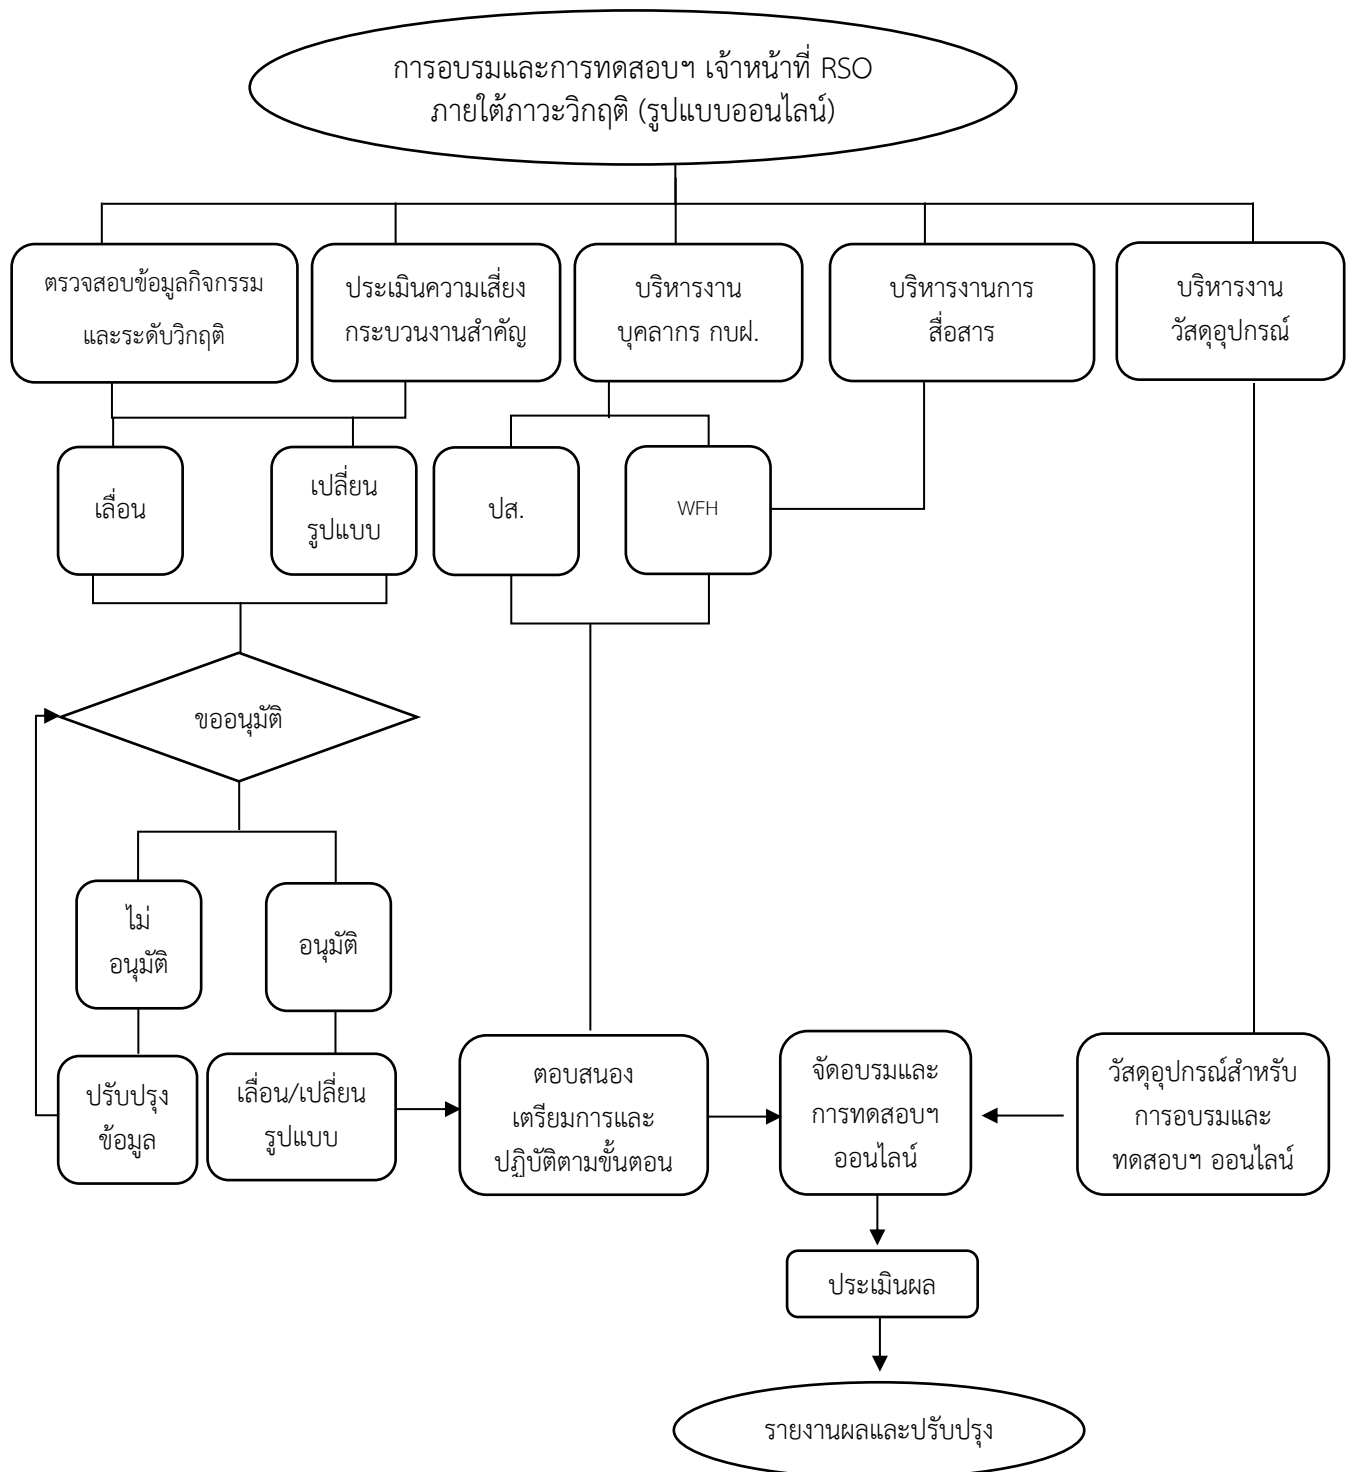 การอบรมและการทดสอบฯ เจ้าหน้าที่ RSO
ภายใต้ภาวะวิกฤติ (รูปแบบออนไลน์)
ตรวจสอบข้อมูลกิจกรรม
และระดับวิกฤติ
ประเมินความเสี่ยง
กระบวนงานสำคัญ
บริหารงาน
บุคลากร กบฝ.
บริหารงานการ
สื่อสาร
บริหารงาน
วัสดุอุปกรณ์
เลื่อน
เปลี่ยน
รูปแบบ
ปส.
WFH
ขออนุมัติ
ไม่
อนุมัติ
อนุมัติ
ปรับปรุง
ข้อมูล
เลื่อน/เปลี่ยน
รูปแบบ
ตอบสนอง
เตรียมการและ
ปฏิบัติตามขั้นตอน
จัดอบรมและ
การทดสอบฯ
ออนไลน์
วัสดุอุปกรณ์สำหรับ
การอบรมและ
ทดสอบฯ ออนไลน์
ประเมินผล
รายงานผลและปรับปรุง